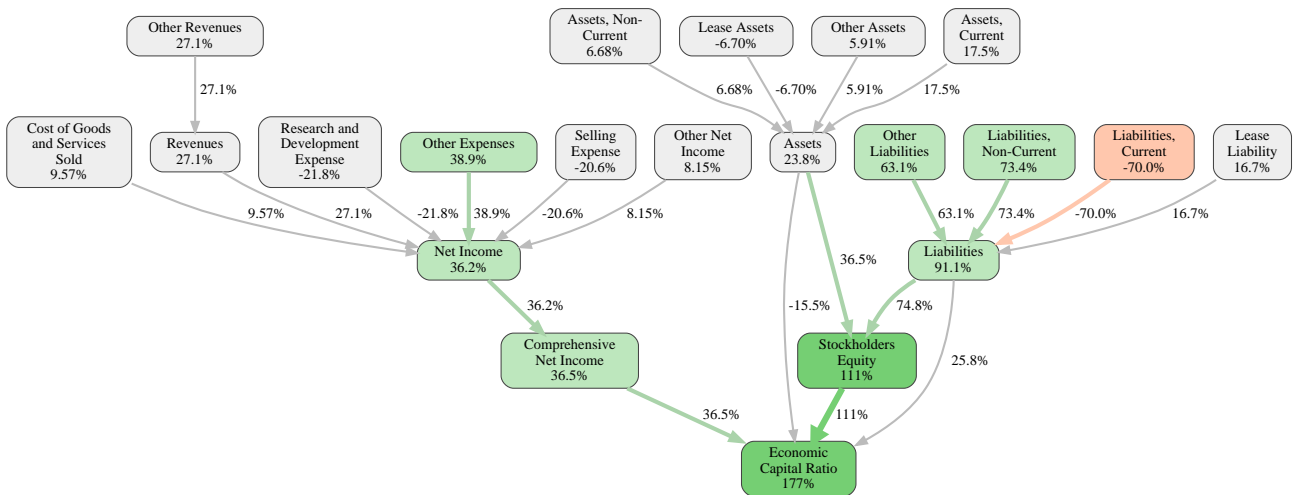 Other Revenues
27.1%
Assets, Non-
Current
6.68%
Lease Assets
-6.70%
Other Assets
5.91%
Assets,
Current
17.5%
27.1%
6.68%
-6.70%
5.91%
17.5%
Cost of Goods
and Services
Sold
9.57%
Revenues
27.1%
Research and
Development
Expense
-21.8%
Other Expenses
38.9%
Selling
Expense
-20.6%
Other Net
Income
8.15%
Assets
23.8%
Other
Liabilities
63.1%
Liabilities,
Non-Current
73.4%
Liabilities,
Current
-70.0%
Lease
Liability
16.7%
9.57%
27.1%
-21.8%
38.9%
-20.6%
8.15%
63.1%
73.4%
-70.0%
16.7%
Net Income
36.2%
36.5%
Liabilities
91.1%
36.2%
-15.5%
74.8%
Comprehensive
Net Income
36.5%
Stockholders
Equity
111%
25.8%
36.5%
111%
Economic
Capital Ratio
177%